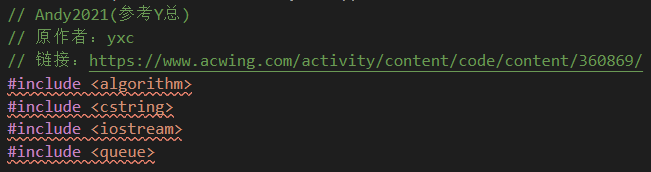 // Andy2021(参考Y总)
// 原作者：yxc
// 链接：https://www.acwing.com/activity/content/code/content/360869/
#include <algorithm>
#include <cstring>
#include <iostream>
#include <queue>